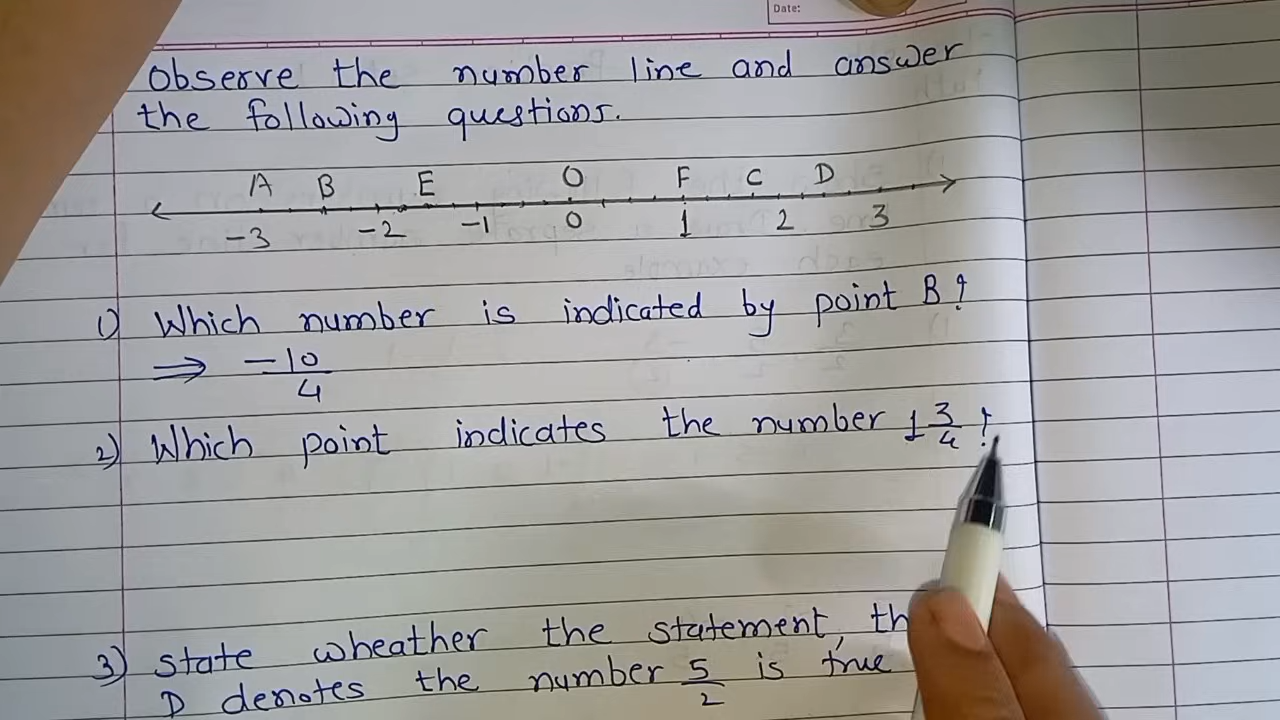 Date:
Observe the number line and answer
the following questions.
A B E O F C D
-3 -2 -1 0 1 2 3
1) Which number is indicated by point B?
⇒ -10/4
2) Which point indicates the number 1 3/4 ?
3) state wheather the statement, th
D denotes the number 5/2 is true